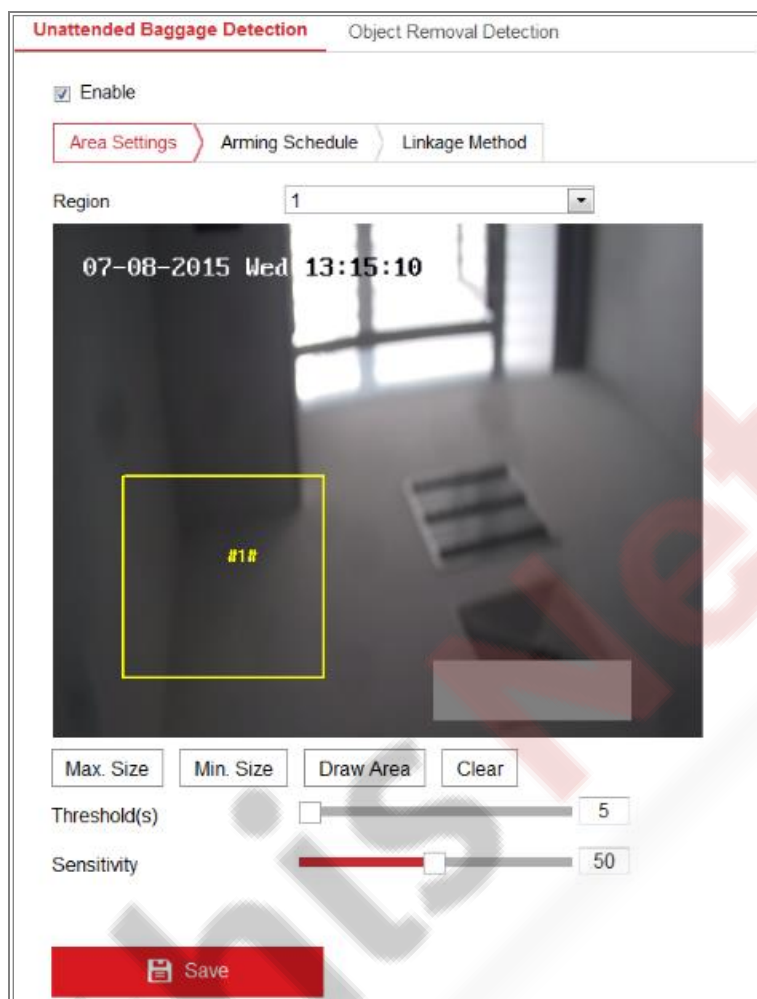 Unattended Baggage Detection Object Removal Detection
Enable
Area Settings Arming Schedule Linkage Method
Region 1
07-08-2015 Wed 13:15:10
#1#
Max. Size Min. Size Draw Area Clear
Threshold(s) 5
Sensitivity 50
Save
hisNet